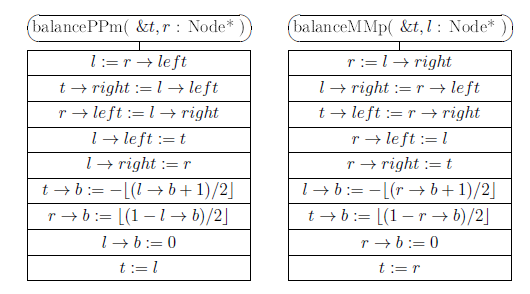 balancePPm( &t, r : Node* )
l := r → left
t → right := l → left
r → left := l → right
l → left := t
l → right := r
t → b := −⌊(l → b + 1)/2⌋
r → b := ⌊(1 − l → b)/2⌋
l → b := 0
t := l
balanceMMp( &t, l : Node* )
r := l → right
l → right := r → left
t → left := r → right
r → left := l
r → right := t
l → b := −⌊(r → b + 1)/2⌋
t → b := ⌊(1 − r → b)/2⌋
r → b := 0
t := r